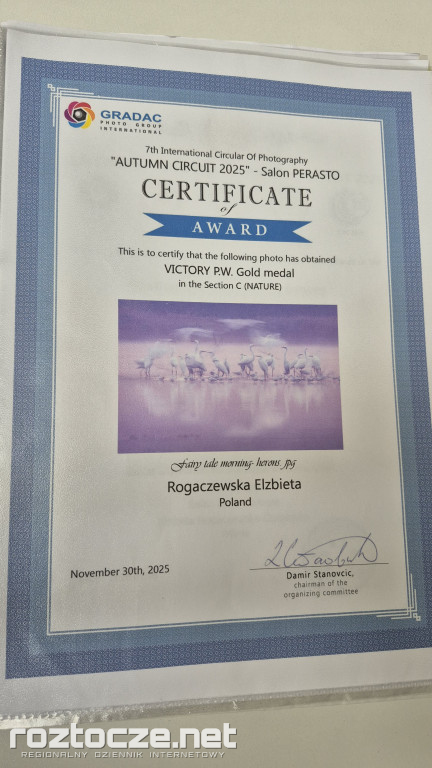 GRADAC
PHOTO GROUP
INTERNATIONAL
7th International Circular Of Photography
"AUTUMN CIRCUIT 2025" - Salon PERASTO
CERTIFICATE
of
AWARD
This is to certify that the following photo has obtained
VICTORY P.W. Gold medal
in the Section C (NATURE)
Fairy tale morning- herons .jpg
Rogaczewska Elzbieta
Poland
November 30th, 2025
Damir Stanovcic,
chairman of the
organizing committee
roztocze.net
REGIONALNY DZIENNIK INTERNETOWY